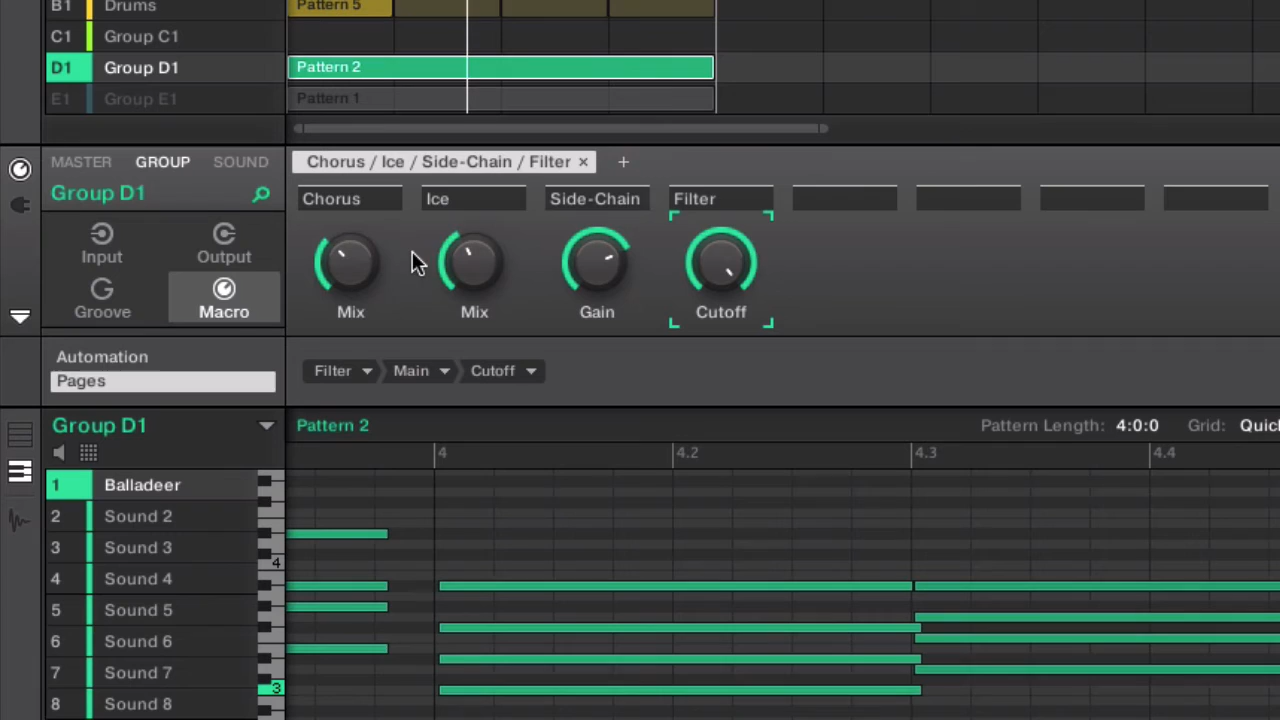 B1 Drums Pattern 5
C1 Group C1
D1 Group D1 Pattern 2
E1 Group E1 Pattern 1
MASTER GROUP SOUND Chorus / Ice / Side-Chain / Filter × +
Group D1
Chorus Ice Side-Chain Filter
Input Output
Groove Macro
Mix Mix Gain Cutoff
Automation
Pages
Filter Main Cutoff
Group D1 Pattern 2 Pattern Length: 4:0:0 Grid: Quic
4 4.2 4.3 4.4
1 Balladeer
2 Sound 2
3 Sound 3
4
4 Sound 4
5 Sound 5
6 Sound 6
7 Sound 7
3
8 Sound 8